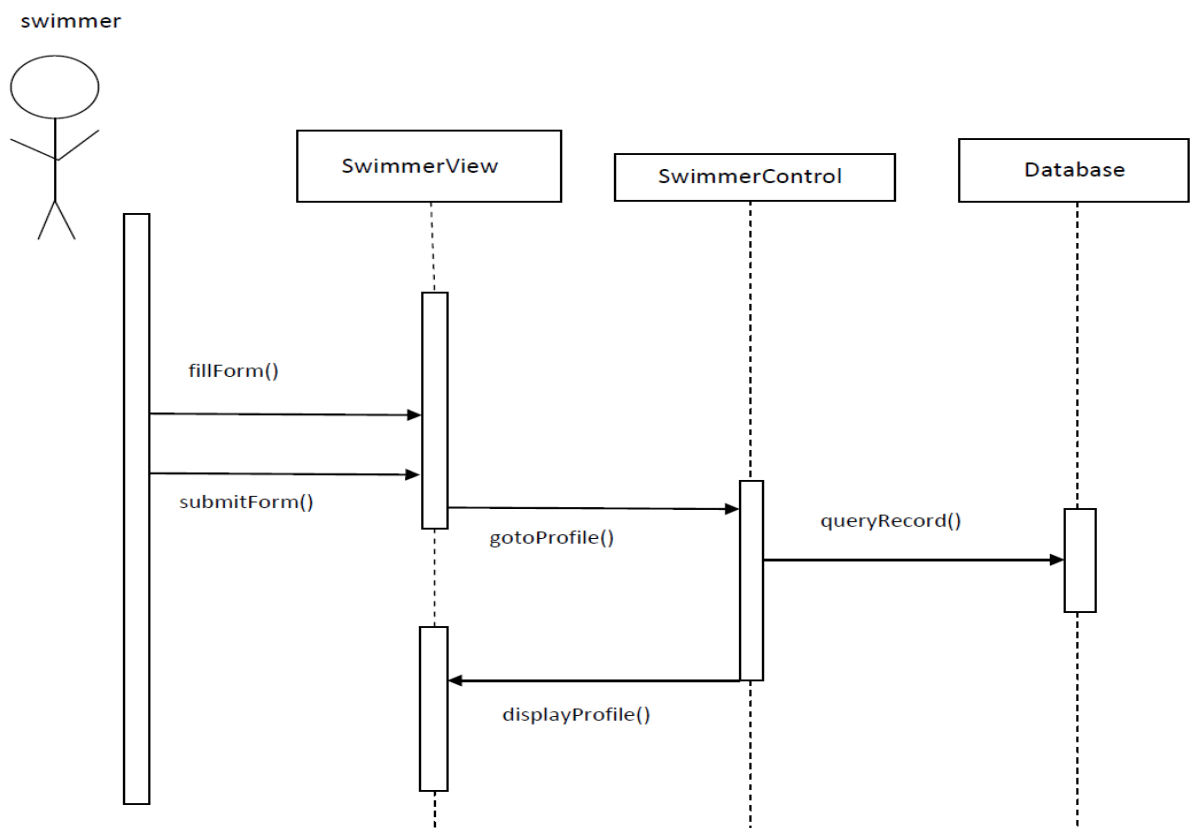 swimmer
SwimmerView
SwimmerControl
Database
fillForm()
submitForm()
gotoProfile()
queryRecord()
displayProfile()